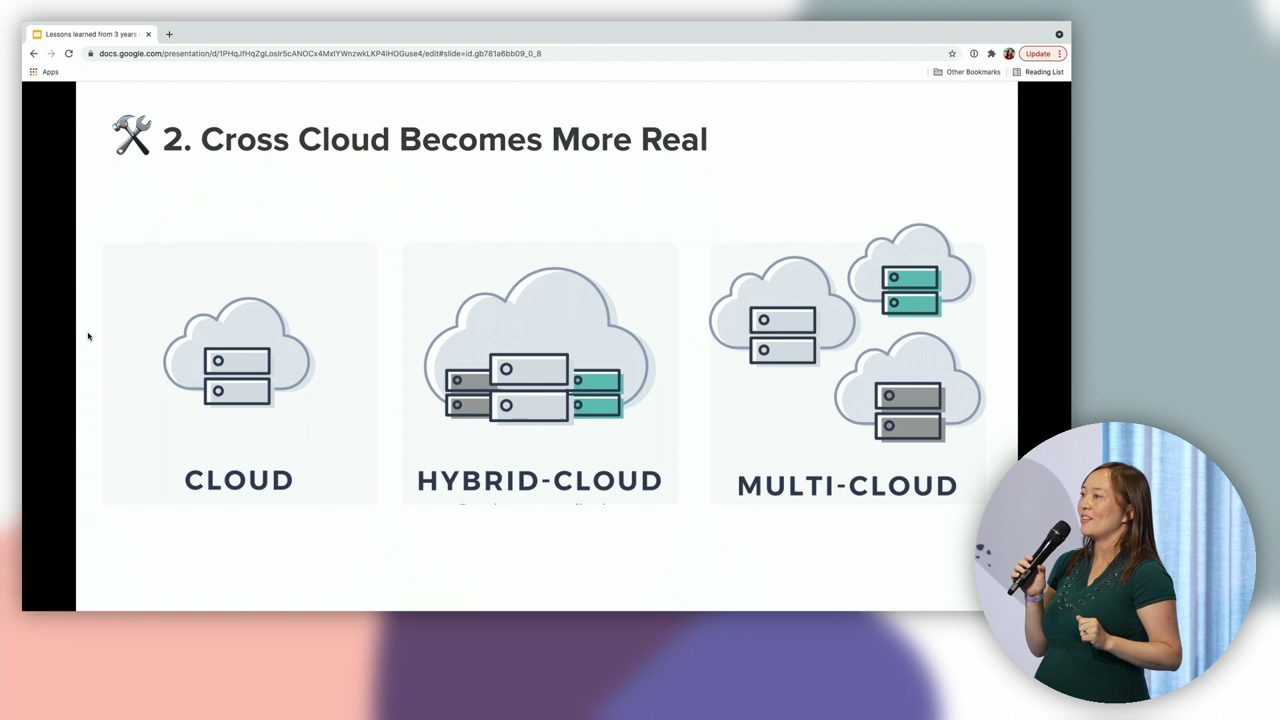 Lessons learned from 3 years
docs.google.com/presentation/d/1PHqJfHqZgLosIr5cANOCx4MxIYWnzwkLKP4iHOGuse4/edit#slide=id.gb781a6bb09_0_8
Update
Apps
Other Bookmarks
Reading List
2. Cross Cloud Becomes More Real
CLOUD
HYBRID-CLOUD
MULTI-CLOUD